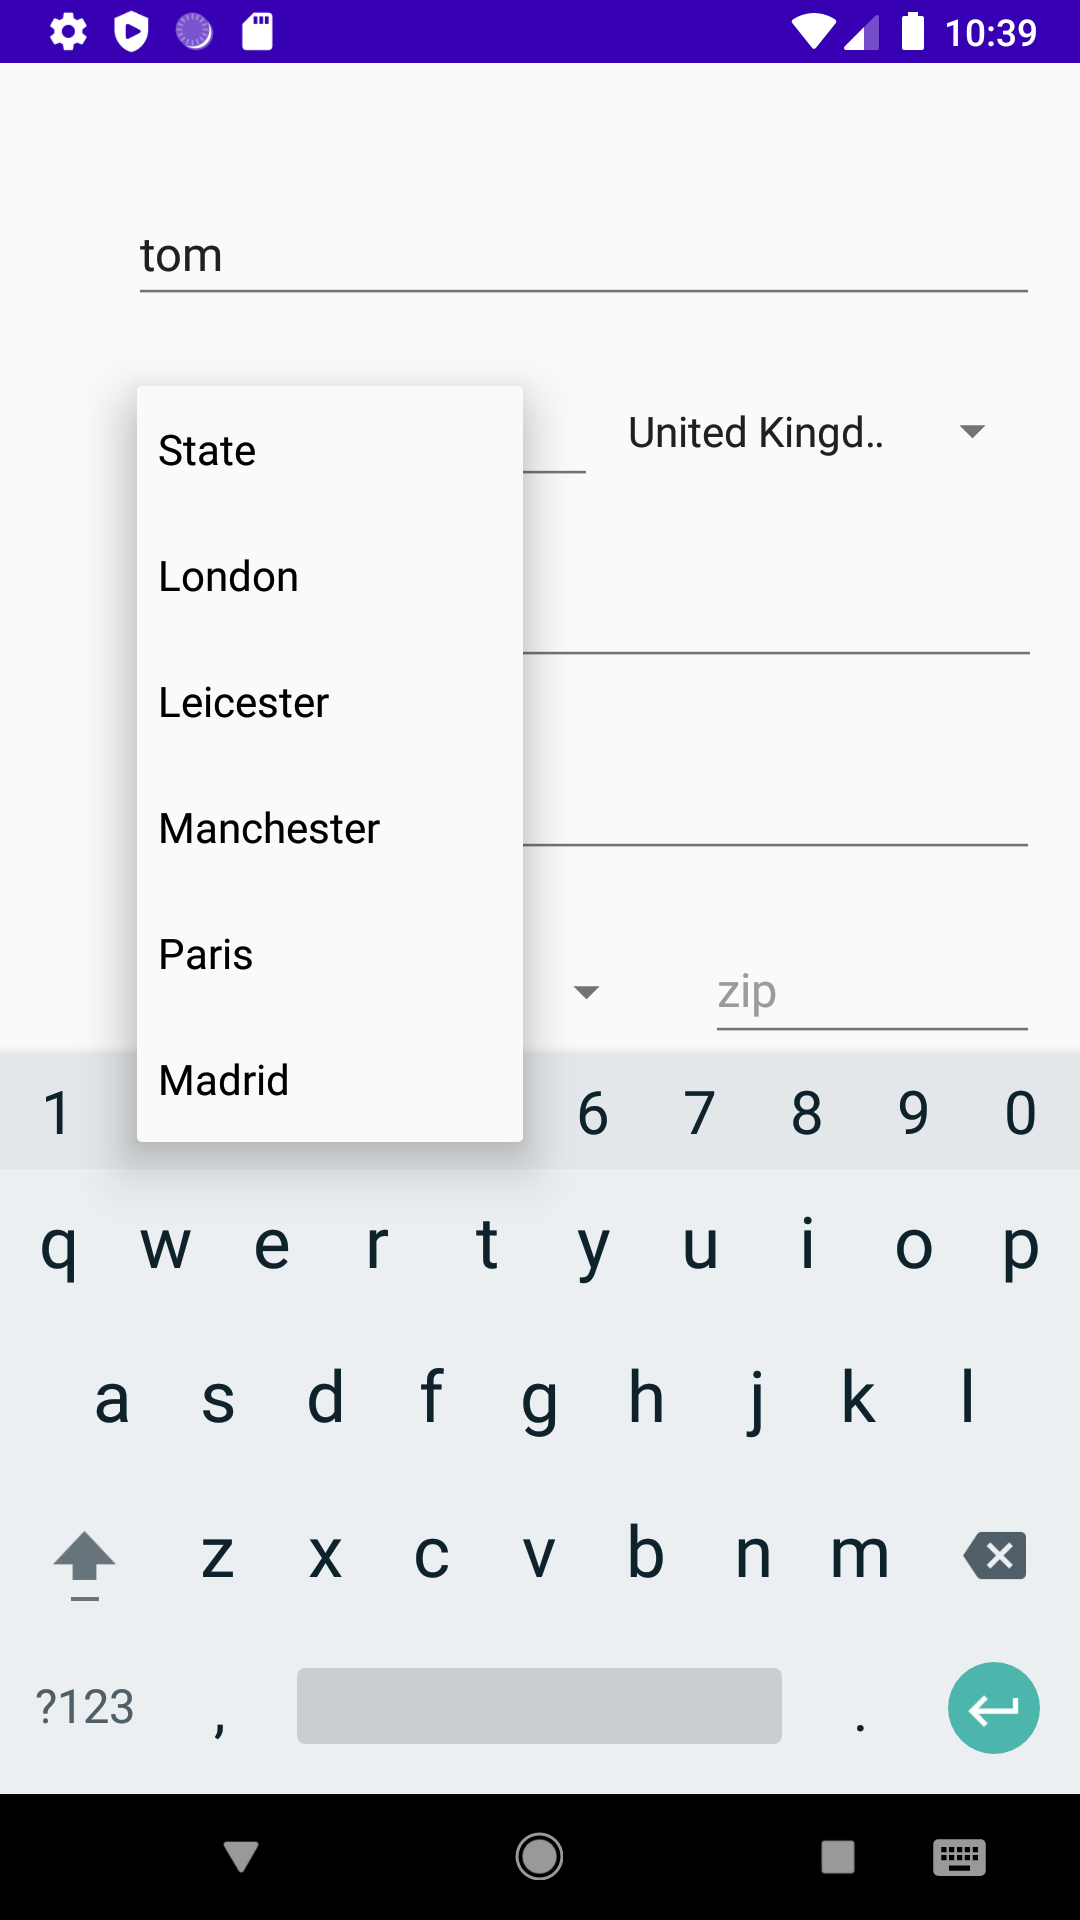 10:39
tom
State
United Kingd..
London
Leicester
Manchester
Paris
zip
Madrid
1 6 7 8 9 0
q w e r t y u i o p
a s d f g h j k l
z x c v b n m
?123 , .